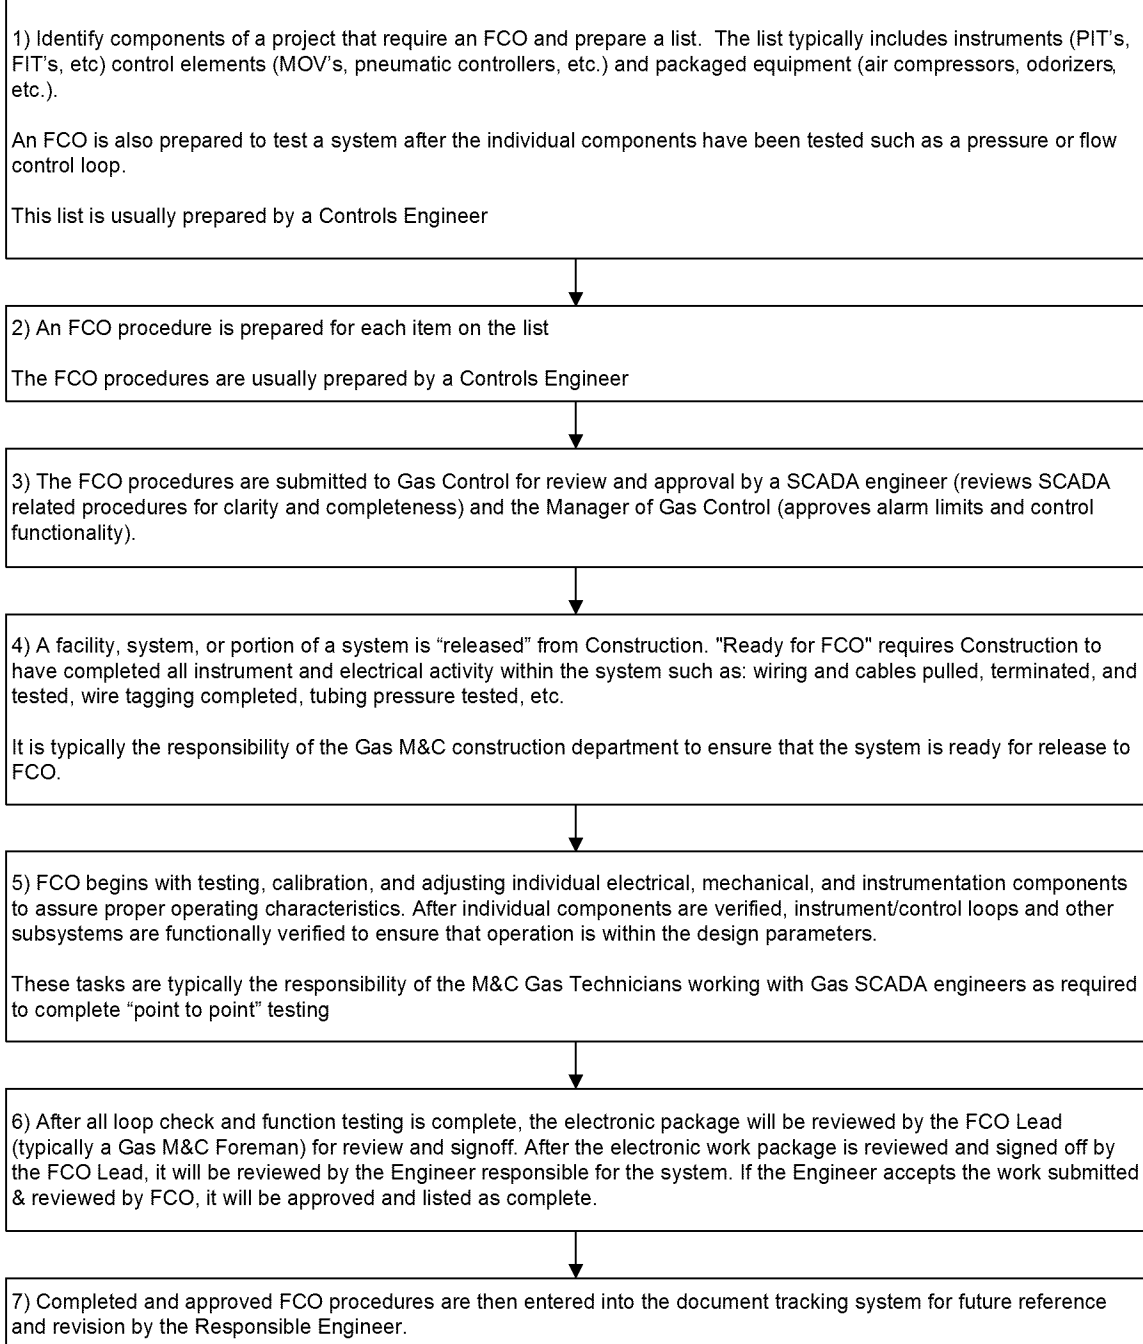 1) Identify components of a project that require an FCO and prepare a list.  The list typically includes instruments (PIT's,
FIT's, etc) control elements (MOV's, pneumatic controllers, etc.) and packaged equipment (air compressors, odorizers,
etc.).
An FCO is also prepared to test a system after the individual components have been tested such as a pressure or flow
control loop.
This list is usually prepared by a Controls Engineer
2) An FCO procedure is prepared for each item on the list
The FCO procedures are usually prepared by a Controls Engineer
3) The FCO procedures are submitted to Gas Control for review and approval by a SCADA engineer (reviews SCADA
related procedures for clarity and completeness) and the Manager of Gas Control (approves alarm limits and control
functionality).
4) A facility, system, or portion of a system is “released” from Construction. "Ready for FCO" requires Construction to
have completed all instrument and electrical activity within the system such as: wiring and cables pulled, terminated, and
tested, wire tagging completed, tubing pressure tested, etc.
It is typically the responsibility of the Gas M&C construction department to ensure that the system is ready for release to
FCO.
5) FCO begins with testing, calibration, and adjusting individual electrical, mechanical, and instrumentation components
to assure proper operating characteristics. After individual components are verified, instrument/control loops and other
subsystems are functionally verified to ensure that operation is within the design parameters.
These tasks are typically the responsibility of the M&C Gas Technicians working with Gas SCADA engineers as required
to complete “point to point” testing
6) After all loop check and function testing is complete, the electronic package will be reviewed by the FCO Lead
(typically a Gas M&C Foreman) for review and signoff. After the electronic work package is reviewed and signed off by
the FCO Lead, it will be reviewed by the Engineer responsible for the system. If the Engineer accepts the work submitted
& reviewed by FCO, it will be approved and listed as complete.
7) Completed and approved FCO procedures are then entered into the document tracking system for future reference
and revision by the Responsible Engineer.